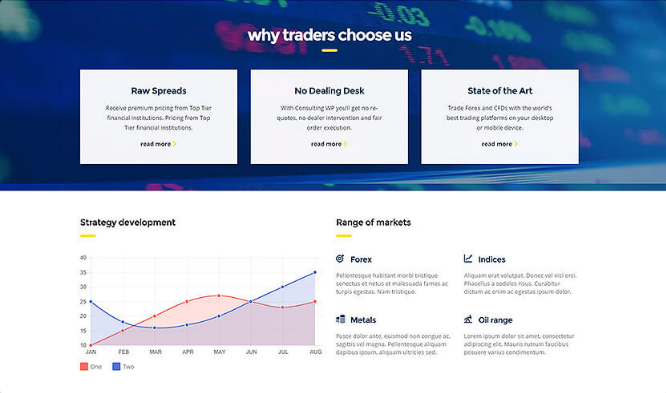 -0.03
-0.10%
1.71
why traders choose us
Raw Spreads
Receive premium pricing from Top Tier
financial institutions. Pricing from Top
Tier financial institutions.
read more
No Dealing Desk
With Consulting WP you'll get no re-
quotes, no dealer intervention and fair
order execution.
read more
State of the Art
Trade Forex and CFDs with the world's
best trading platforms on your desktop
or mobile device.
read more
Strategy development
40
35
30
25
20
15
10
JAN FEB MAR APR MAY JUN JUL AUG
One Two
Range of markets
Forex
Pellentesque habitant morbi tristique
senectus et netus et malesuada fames ac
turpis egestas. Nam tristique.
Indices
Aliquam erat volutpat. Donec vel nisl orci.
Phasellus a sodales risus. Curabitur
dictum ac enim ac egestas ipsum dolor.
Metals
Fusce dolor ante, euismod non congue ac,
sagittis vel magna. Pellentesque aliquam
dapibus ipsum, aliquam ultricies sed.
Oil range
Lorem ipsum dolor sit amet, consectetur
adipiscing elit. Mauris rutrum faucibus
posuere varius condimentum.